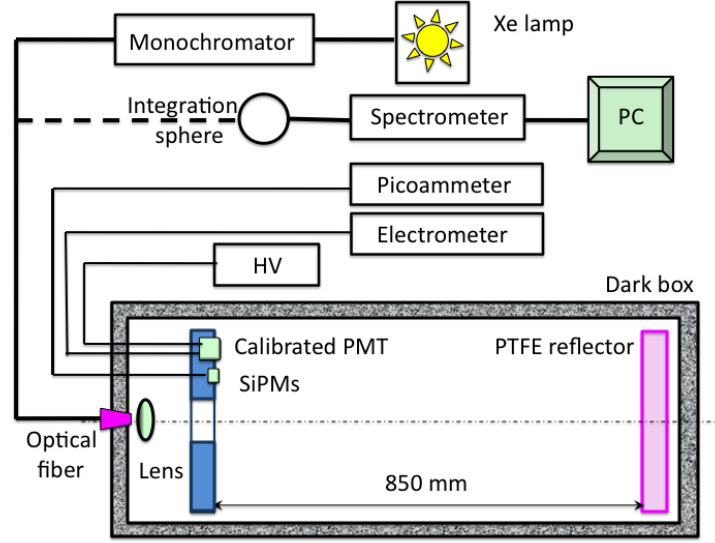 Xe lamp
Monochromator
Integration
sphere
Spectrometer
PC
Picoammeter
Electrometer
HV
Dark box
Calibrated PMT
PTFE reflector
SiPMs
Optical
fiber
Lens
850 mm